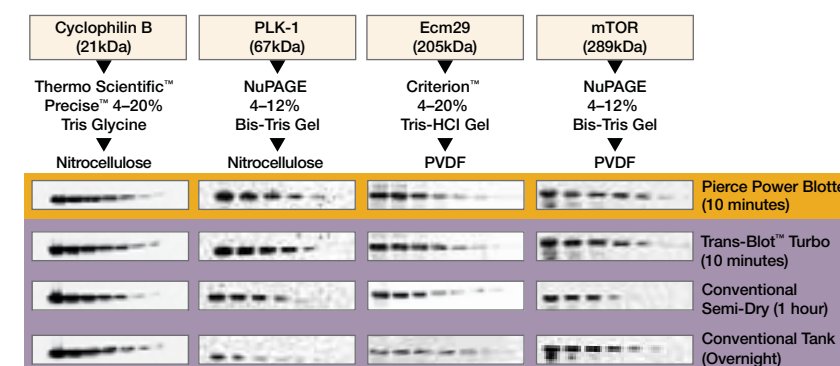 Cyclophilin B
(21kDa)
PLK-1
(67kDa)
Ecm29
(205kDa)
mTOR
(289kDa)
Thermo Scientific™
Precise™ 4–20%
Tris Glycine
NuPAGE
4–12%
Bis-Tris Gel
Criterion™
4–20%
Tris-HCl Gel
NuPAGE
4–12%
Bis-Tris Gel
Nitrocellulose
Nitrocellulose
PVDF
PVDF
Pierce Power Blotte
(10 minutes)
Trans-Blot™ Turbo
(10 minutes)
Conventional
Semi-Dry (1 hour)
Conventional Tank
(Overnight)